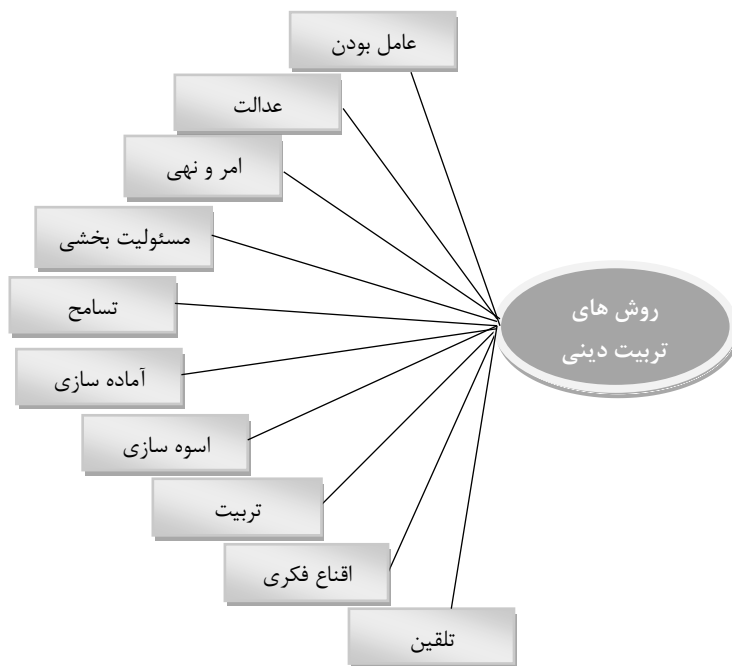 عامل بودن
عدالت
امر و نهی
مسئولیت بخشی
تسامح
آماده سازی
اسوه سازی
تربیت
اقناع فکری
تلقین
روش های
تربیت دینی